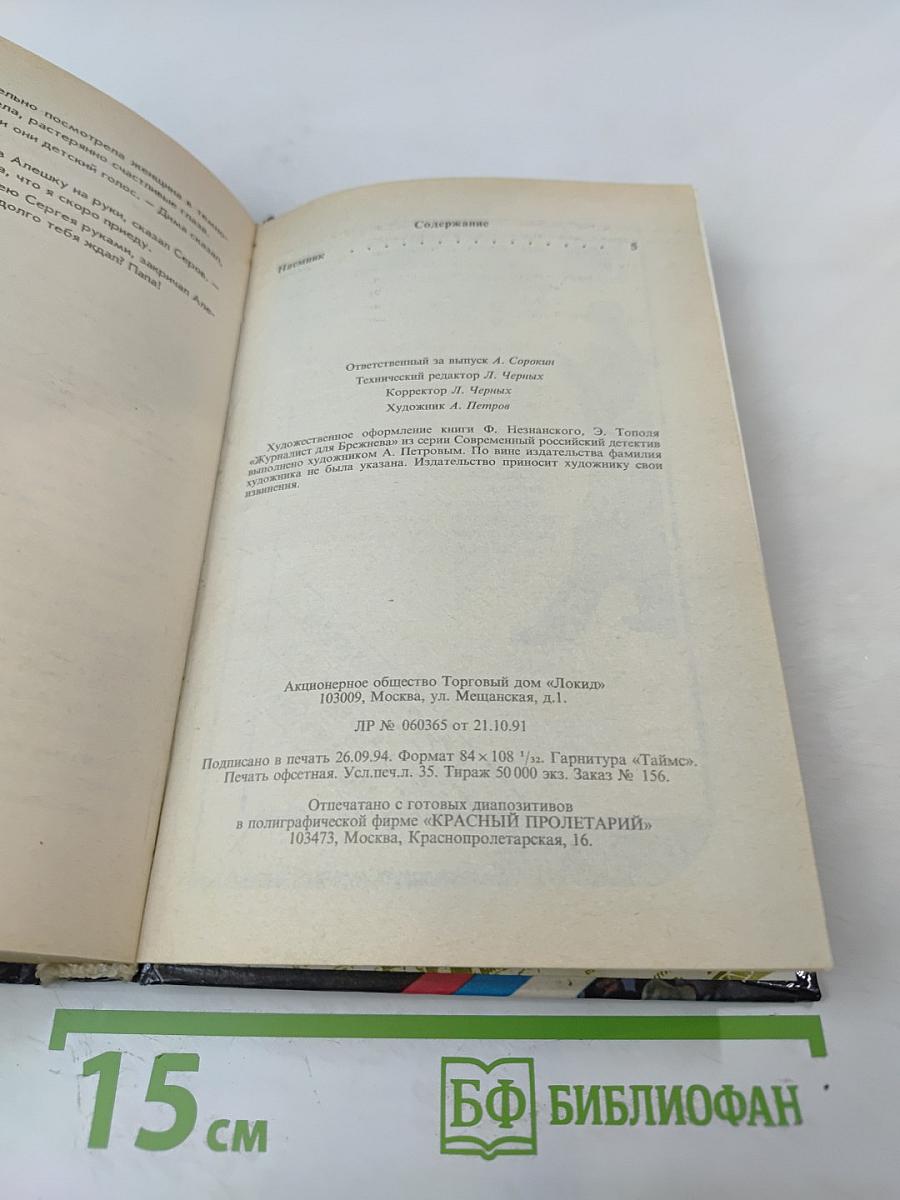 ельно посмотрела женщина в темно-
ела, растерянно счастливые глаза.
и они детский голос. — Дима сказал,
в Алешку на руки, сказал Серов. —
а, что я скоро приеду.
ею Сергея руками, закричал Але-
долго тебя ждал? Папа!
Содержание
Наемник . . . . . . . . . . . . . . . . . 5
Ответственный за выпуск А. Сорокин
Технический редактор Л. Черных
Корректор Л. Черных
Художник А. Петров
Художественное оформление книги Ф. Незнанского, Э. Тополя
«Журналист для Брежнева» из серии Современный российский детектив
выполнено художником А. Петровым. По вине издательства фамилия
художника не была указана. Издательство приносит художнику свои
извинения.
Акционерное общество Торговый дом «Локид»
103009, Москва, ул. Мещанская, д.1.
ЛР № 060365 от 21.10.91
Подписано в печать 26.09.94. Формат 84×108 ¹/₃₂. Гарнитура «Таймс».
Печать офсетная. Усл.печ.л. 35. Тираж 50 000 экз. Заказ № 156.
Отпечатано с готовых диапозитивов
в полиграфической фирме «КРАСНЫЙ ПРОЛЕТАРИЙ»
103473, Москва, Краснопролетарская, 16.
15 см
БФ БИБЛИОФАН